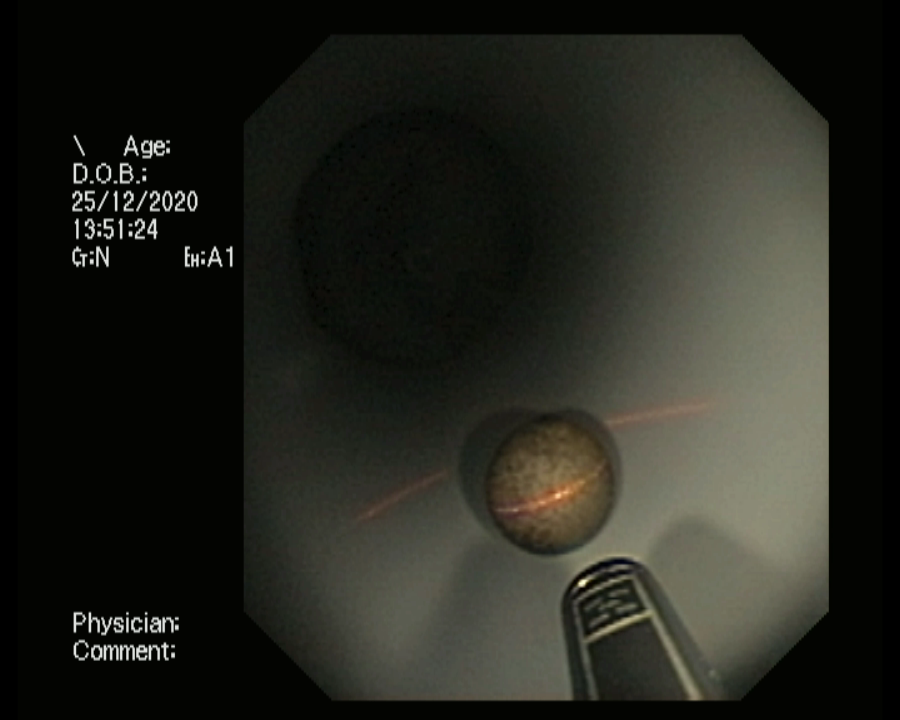 \ Age:
D.O.B.:
25/12/2020
13:51:24
Cr:N EH:A1
Physician:
Comment: